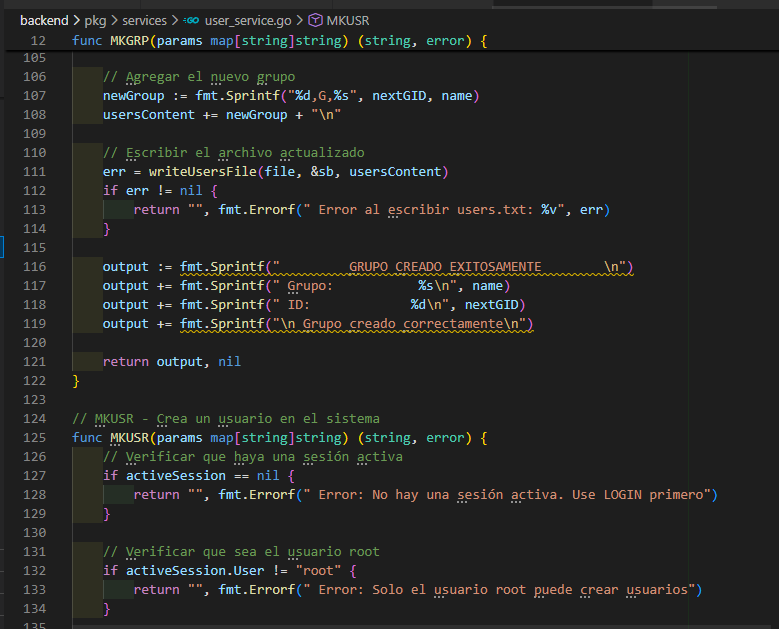 backend > pkg > services > GO user_service.go > MKUSR
12 func MKGRP(params map[string]string) (string, error) {
105
106 // Agregar el nuevo grupo
107 newGroup := fmt.Sprintf("%d,G,%s", nextGID, name)
108 usersContent += newGroup + "\n"
109
110 // Escribir el archivo actualizado
111 err = writeUsersFile(file, &sb, usersContent)
112 if err != nil {
113 return "", fmt.Errorf(" Error al escribir users.txt: %v", err)
114 }
115
116 output := fmt.Sprintf("         GRUPO CREADO EXITOSAMENTE        \n")
117 output += fmt.Sprintf(" Grupo:           %s\n", name)
118 output += fmt.Sprintf(" ID:             %d\n", nextGID)
119 output += fmt.Sprintf("\n Grupo creado correctamente\n")
120
121 return output, nil
122 }
123
124 // MKUSR - Crea un usuario en el sistema
125 func MKUSR(params map[string]string) (string, error) {
126 // Verificar que haya una sesión activa
127 if activeSession == nil {
128 return "", fmt.Errorf(" Error: No hay una sesión activa. Use LOGIN primero")
129 }
130
131 // Verificar que sea el usuario root
132 if activeSession.User != "root" {
133 return "", fmt.Errorf(" Error: Solo el usuario root puede crear usuarios")
134 }
135